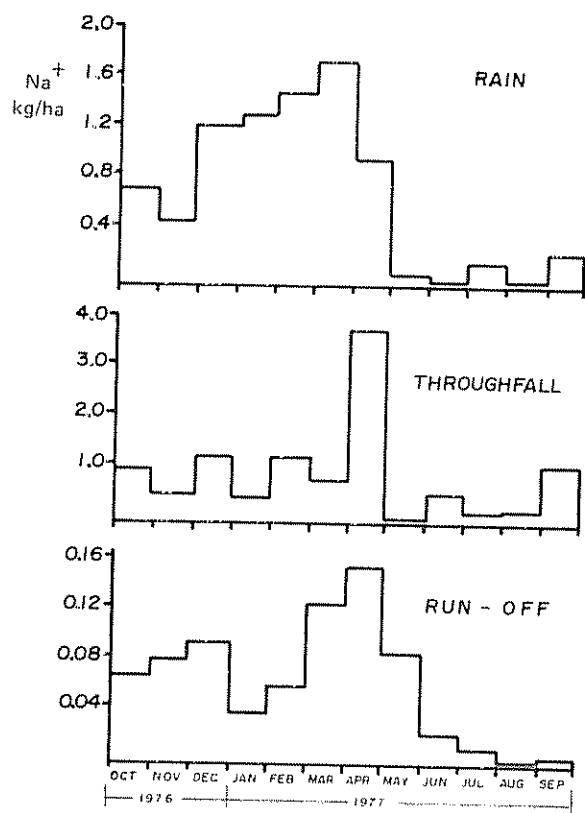 2.0
Na+
kg/ha
1.6
1.2
0.8
0.4
RAIN
4.0
3.0
2.0
1.0
THROUGHFALL
0.16
0.12
0.08
0.04
RUN - OFF
OCT NOV DEC JAN FEB MAR APR MAY JUN JUL AUG SEP
1976 1977